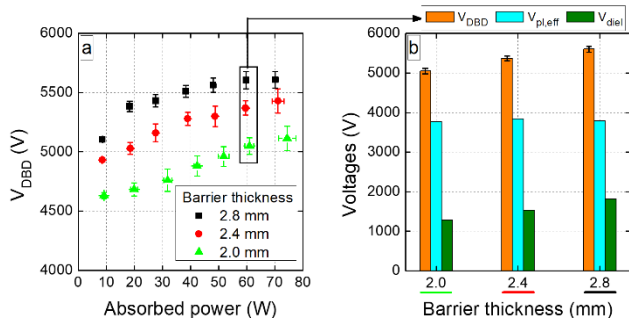 a
V_DBD (V)
6000
5500
5000
4500
4000
0 10 20 30 40 50 60 70 80
Absorbed power (W)
Barrier thickness
2.8 mm
2.4 mm
2.0 mm
V_DBD V_pl,eff V_diel
b
Voltages (V)
6000
5000
4000
3000
2000
1000
0
2.0 2.4 2.8
Barrier thickness (mm)